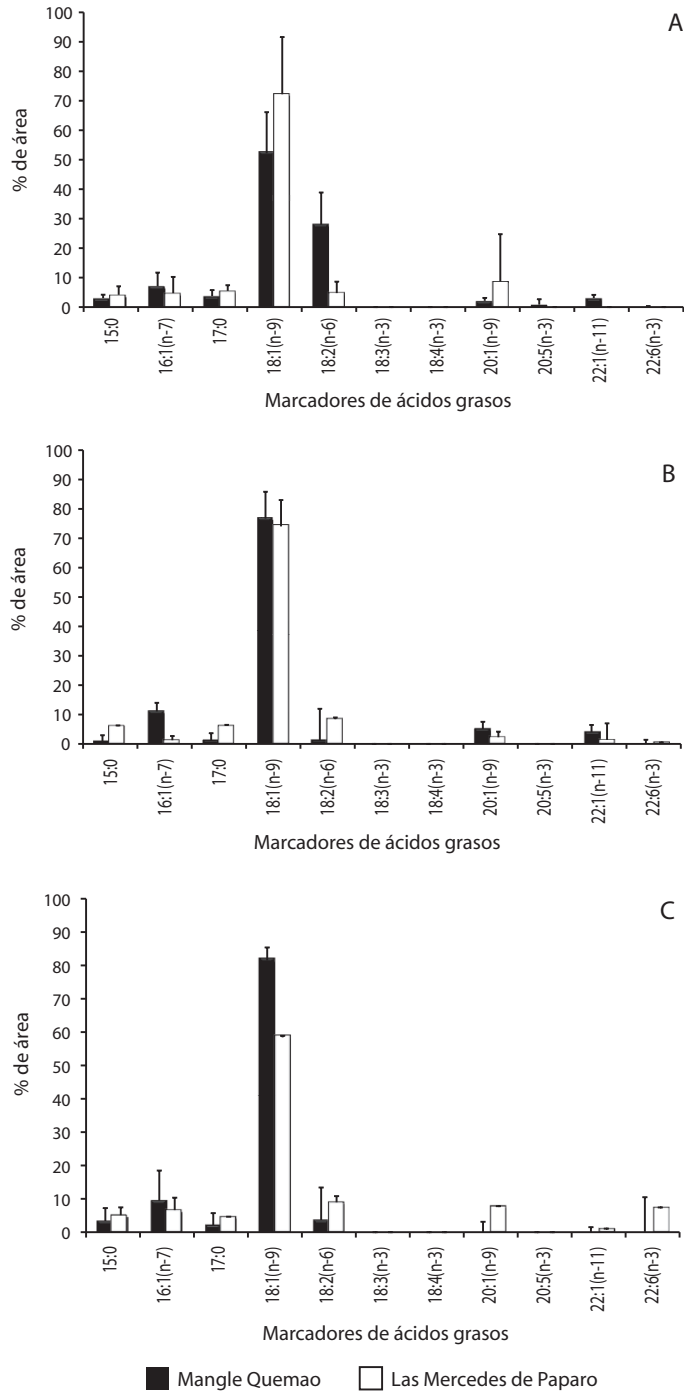 A
100
90
80
70
60
50
40
30
20
10
0
% de área
15:0
16:1(n-7)
17:0
18:1(n-9)
18:2(n-6)
18:3(n-3)
18:4(n-3)
20:1(n-9)
20:5(n-3)
22:1(n-11)
22:6(n-3)
Marcadores de ácidos grasos
B
100
90
80
70
60
50
40
30
20
10
0
% de área
15:0
16:1(n-7)
17:0
18:1(n-9)
18:2(n-6)
18:3(n-3)
18:4(n-3)
20:1(n-9)
20:5(n-3)
22:1(n-11)
22:6(n-3)
Marcadores de ácidos grasos
C
100
90
80
70
60
50
40
30
20
10
0
% de área
15:0
16:1(n-7)
17:0
18:1(n-9)
18:2(n-6)
18:3(n-3)
18:4(n-3)
20:1(n-9)
20:5(n-3)
22:1(n-11)
22:6(n-3)
Marcadores de ácidos grasos
Mangle Quemao Las Mercedes de Paparo